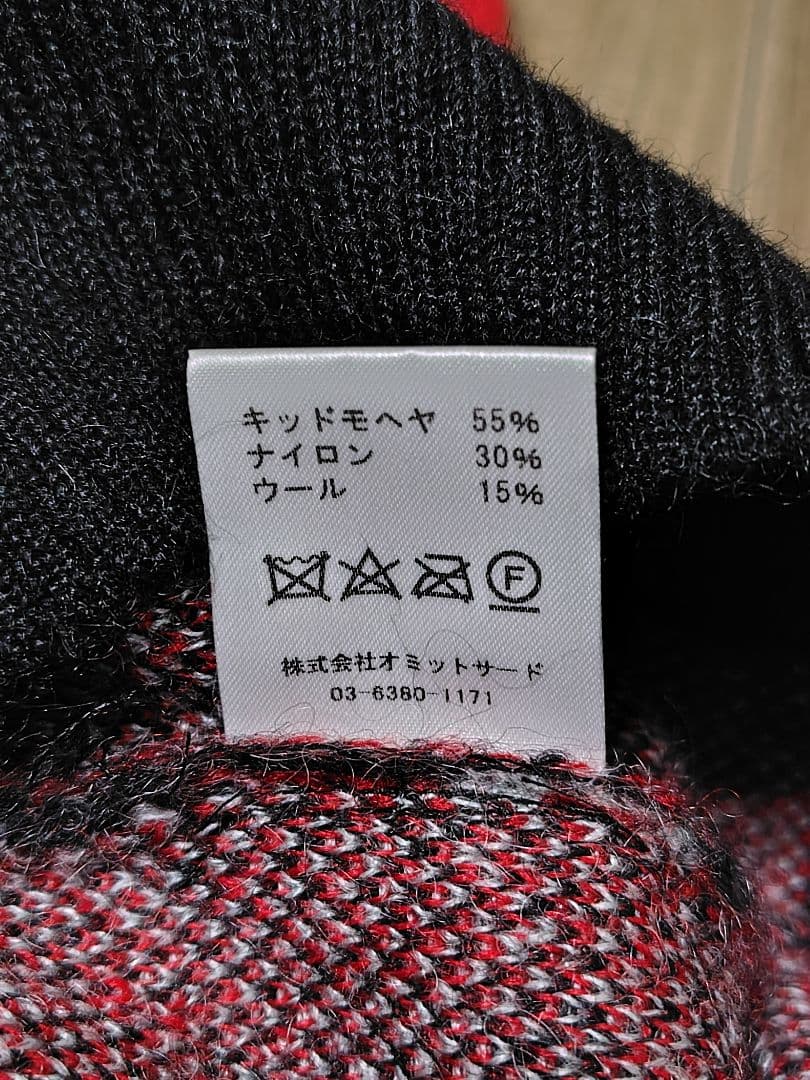 キッドモヘヤ 55%
ナイロン 30%
ウール 15%
F
株式会社オミットサード
03-6380-1171